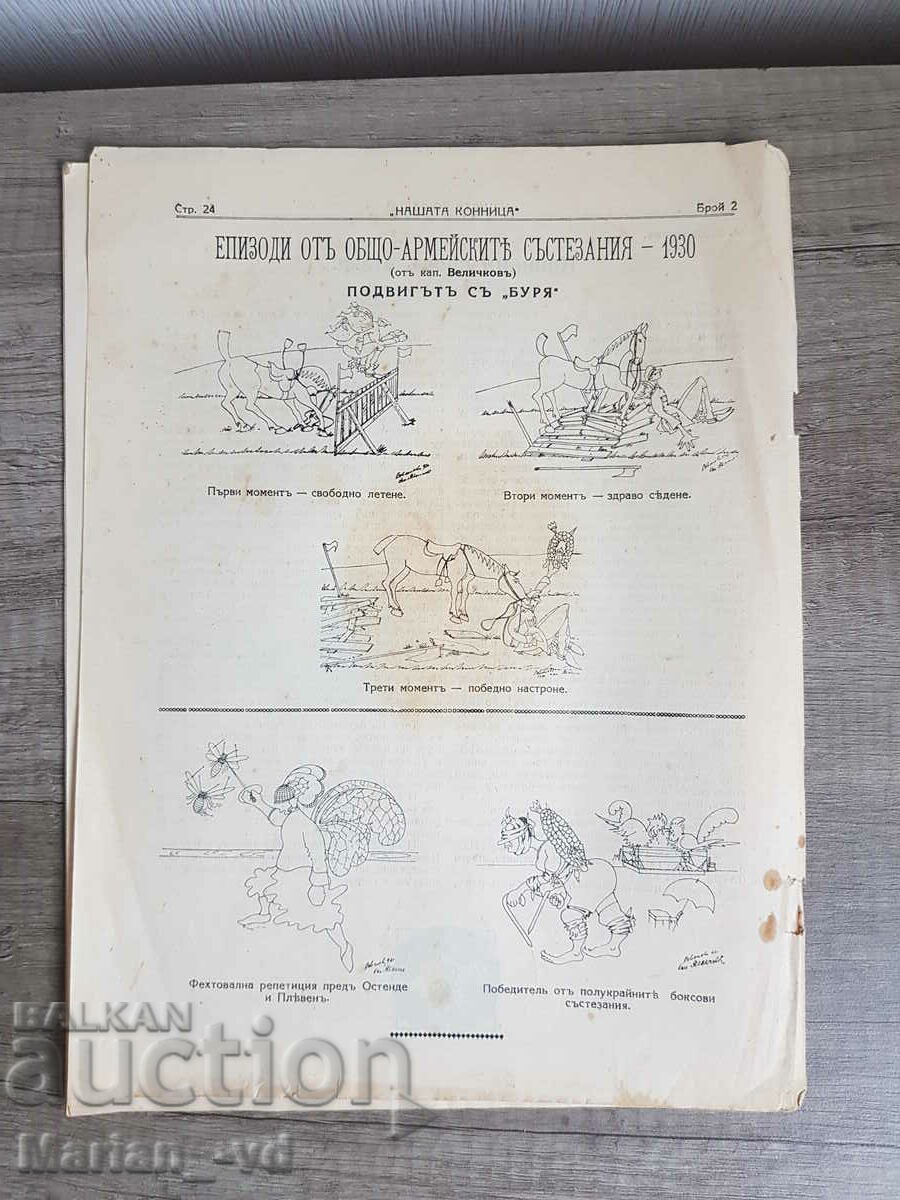 Стр. 24 „НАШАТА КОННИЦА" Брой 2
ЕПИЗОДИ ОТЪ ОБЩО-АРМЕЙСКИТѢ СЪСТЕЗАНИЯ – 1930
(отъ кап. Величковъ)
ПОДВИГЪТЪ СЪ „БУРЯ"
Първи моментъ — свободно летене.
Втори моментъ — здраво сѣдене.
Трети моментъ — победно настроне.
Фехтовална репетиция предъ Остенде
и Плѣвенъ.
Победитель отъ полукрайнитѣ боксови
състезания.
BALKAN
auction
Marian_-vd